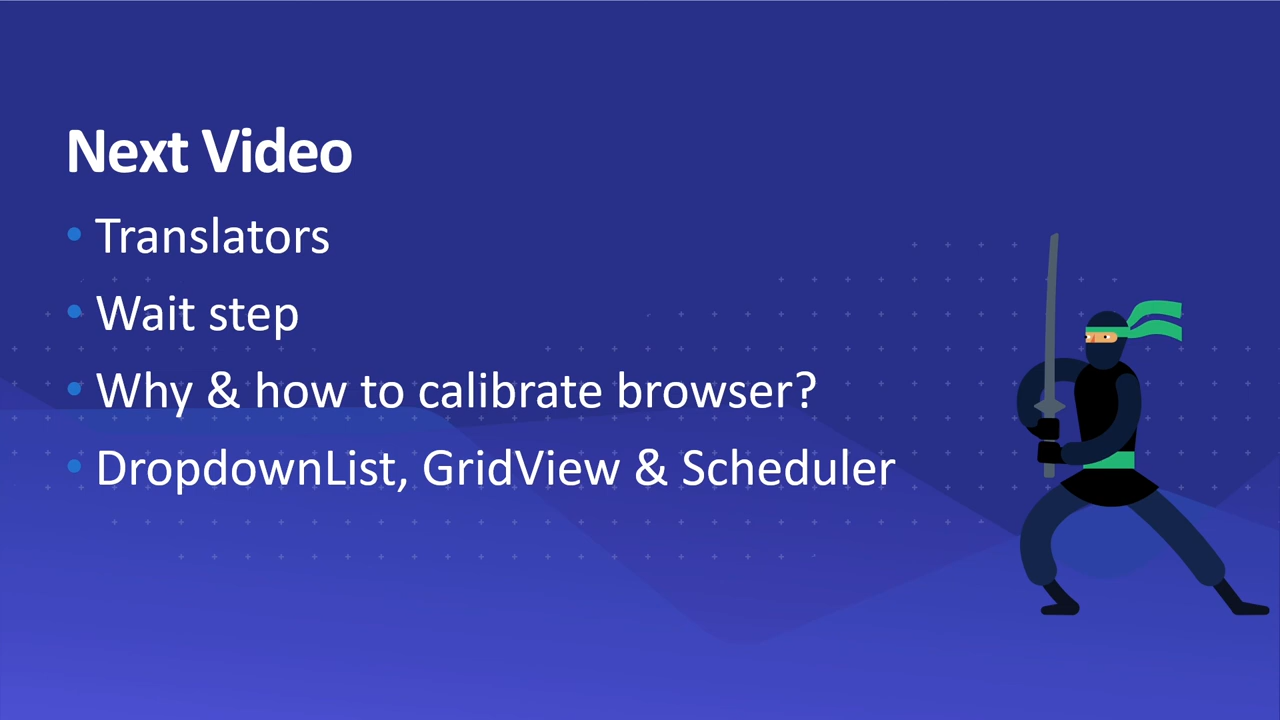 Next Video
• Translators
• Wait step
• Why & how to calibrate browser?
• DropdownList, GridView & Scheduler